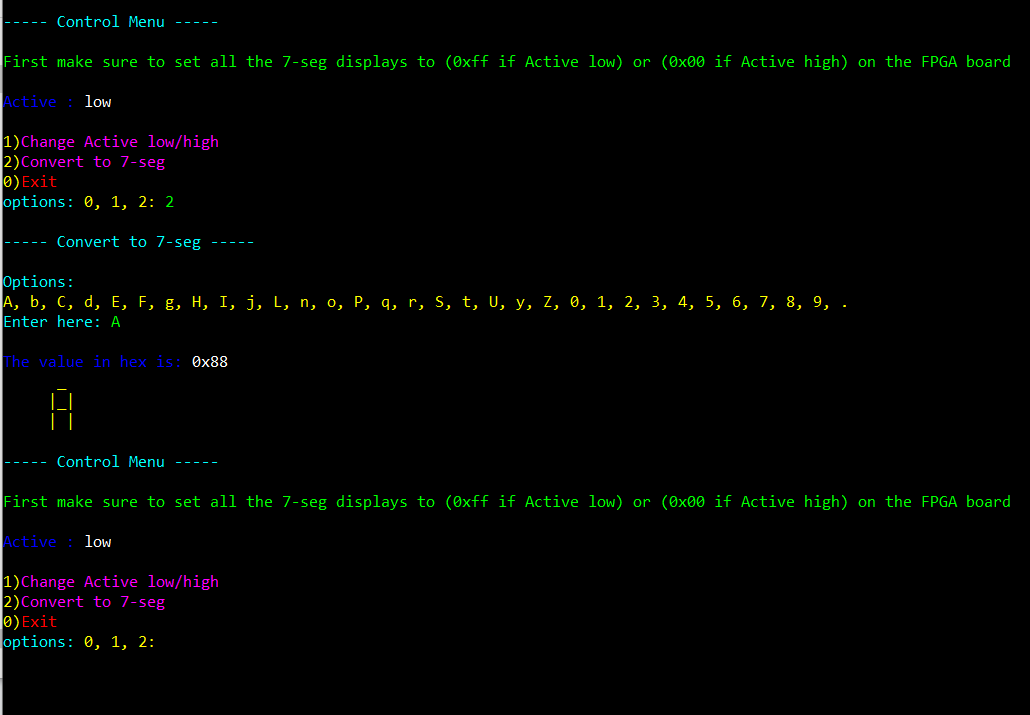 ----- Control Menu -----
First make sure to set all the 7-seg displays to (0xff if Active low) or (0x00 if Active high) on the FPGA board
Active : low
1)Change Active low/high
2)Convert to 7-seg
0)Exit
options: 0, 1, 2: 2
----- Convert to 7-seg -----
Options:
A, b, C, d, E, F, g, H, I, j, L, n, o, P, q, r, S, t, U, y, Z, 0, 1, 2, 3, 4, 5, 6, 7, 8, 9, .
Enter here: A
The value in hex is: 0x88
 _
|_|
| |
----- Control Menu -----
First make sure to set all the 7-seg displays to (0xff if Active low) or (0x00 if Active high) on the FPGA board
Active : low
1)Change Active low/high
2)Convert to 7-seg
0)Exit
options: 0, 1, 2: